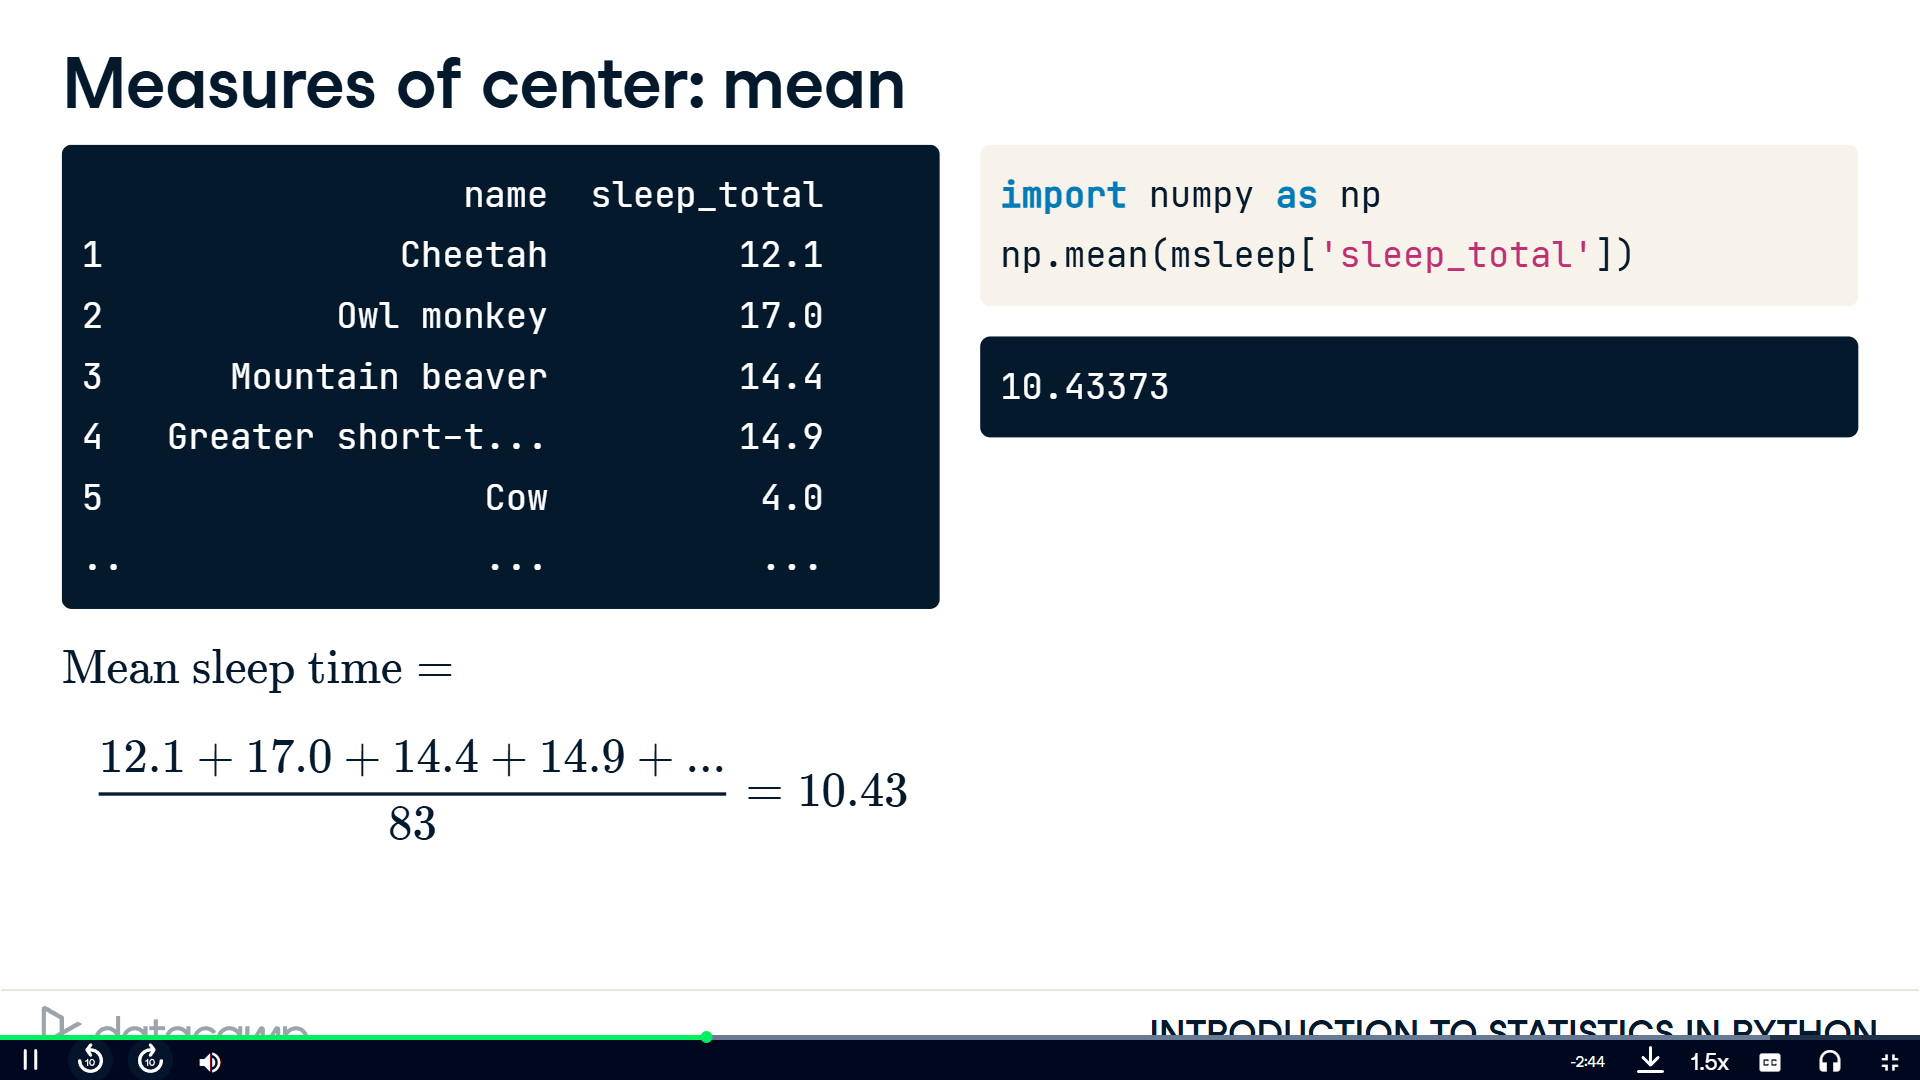 Measures of center: mean
name sleep_total
1 Cheetah 12.1
2 Owl monkey 17.0
3 Mountain beaver 14.4
4 Greater short-t... 14.9
5 Cow 4.0
.. ... ...
import numpy as np
np.mean(msleep['sleep_total'])
10.43373
Mean sleep time =
12.1 + 17.0 + 14.4 + 14.9 + ...
83
= 10.43
datacamp
INTRODUCTION TO STATISTICS IN PYTHON
10
10
-2:44
1.5x
CC